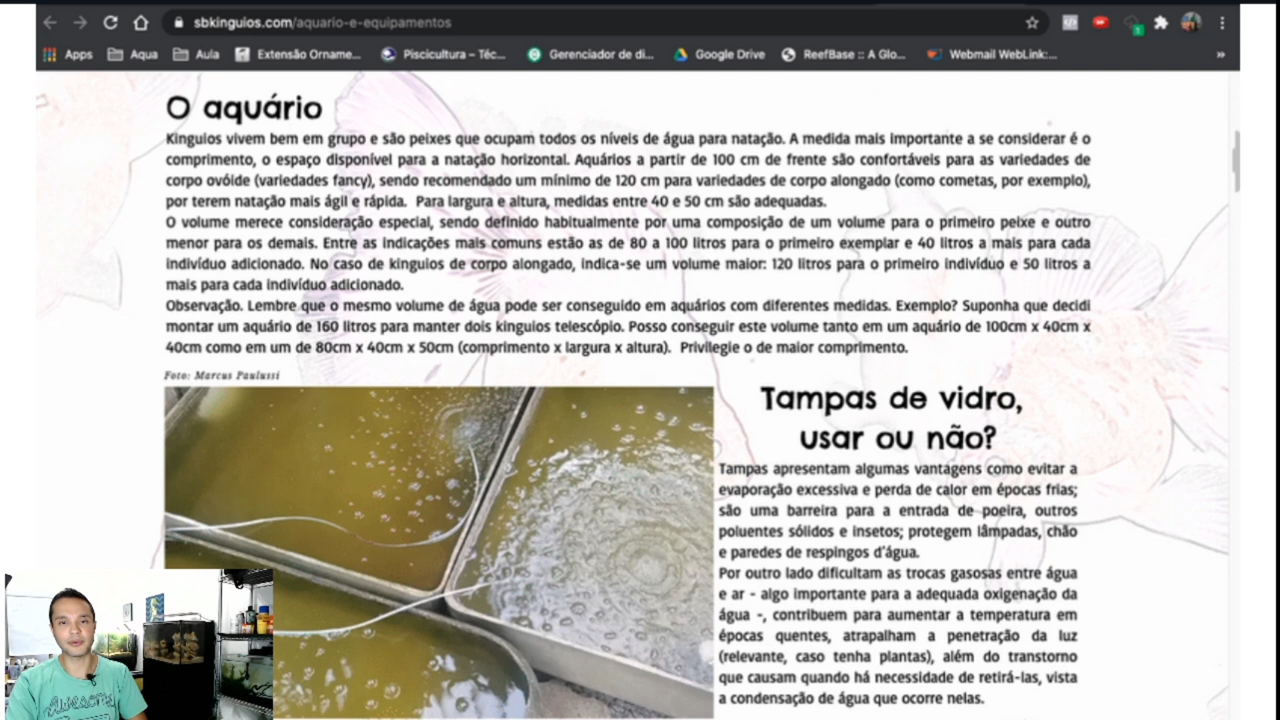 sbkinguios.com/aquario-e-equipamentos
Apps Aqua Aula Extensão Orname... Piscicultura – Téc... Gerenciador de di... Google Drive ReefBase :: A Glo... Webmail WebLink:... »
O aquário
Kinguios vivem bem em grupo e são peixes que ocupam todos os níveis de água para natação. A medida mais importante a se considerar é o
comprimento, o espaço disponível para a natação horizontal. Aquários a partir de 100 cm de frente são confortáveis para as variedades de
corpo ovóide (variedades fancy), sendo recomendado um mínimo de 120 cm para variedades de corpo alongado (como cometas, por exemplo),
por terem natação mais ágil e rápida. Para largura e altura, medidas entre 40 e 50 cm são adequadas.
O volume merece consideração especial, sendo definido habitualmente por uma composição de um volume para o primeiro peixe e outro
menor para os demais. Entre as indicações mais comuns estão as de 80 a 100 litros para o primeiro exemplar e 40 litros a mais para cada
indivíduo adicionado. No caso de kinguios de corpo alongado, indica-se um volume maior: 120 litros para o primeiro indivíduo e 50 litros a
mais para cada indivíduo adicionado.
Observação. Lembre que o mesmo volume de água pode ser conseguido em aquários com diferentes medidas. Exemplo? Suponha que decidi
montar um aquário de 160 litros para manter dois kinguios telescópio. Posso conseguir este volume tanto em um aquário de 100cm x 40cm x
40cm como em um de 80cm x 40cm x 50cm (comprimento x largura x altura). Privilegie o de maior comprimento.
Foto: Marcus Paulussi
Tampas de vidro,
usar ou não?
Tampas apresentam algumas vantagens como evitar a
evaporação excessiva e perda de calor em épocas frias;
são uma barreira para a entrada de poeira, outros
poluentes sólidos e insetos; protegem lâmpadas, chão
e paredes de respingos d'água.
Por outro lado dificultam as trocas gasosas entre água
e ar - algo importante para a adequada oxigenação da
água -, contribuem para aumentar a temperatura em
épocas quentes, atrapalham a penetração da luz
(relevante, caso tenha plantas), além do transtorno
que causam quando há necessidade de retirá-las, vista
a condensação de água que ocorre nelas.